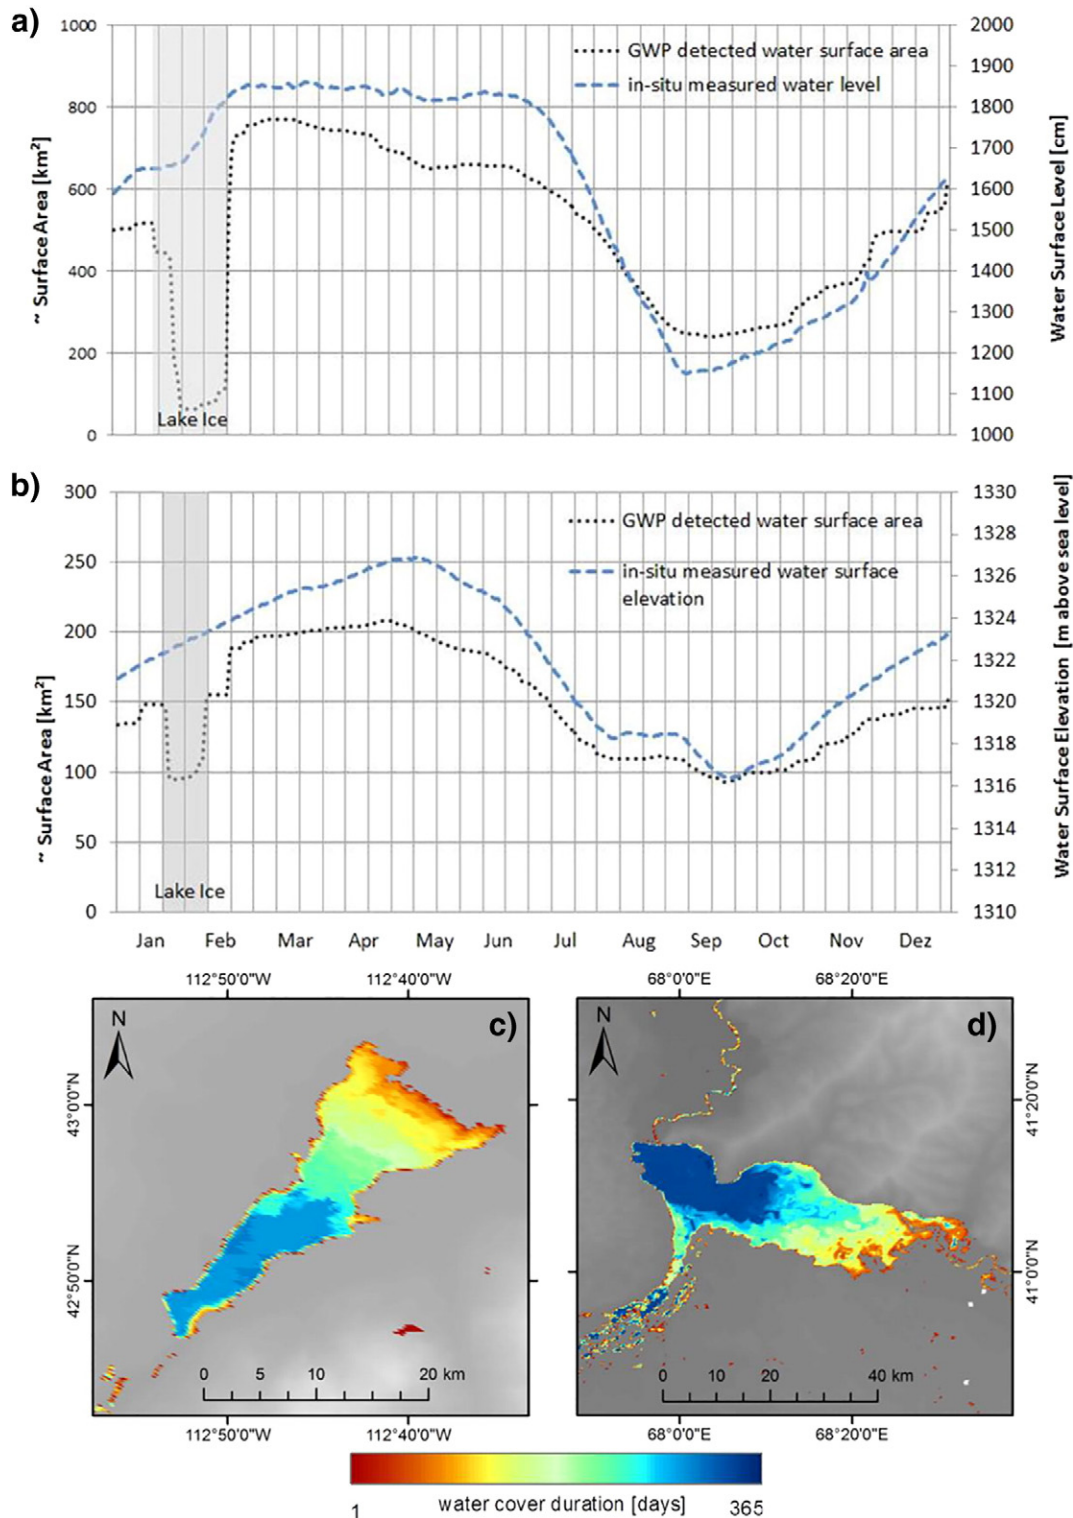 a)
1000
800
600
400
200
0
~ Surface Area [km²]
GWP detected water surface area
in-situ measured water level
Lake Ice
2000
1900
1800
1700
1600
1500
1400
1300
1200
1100
1000
Water Surface Level [cm]
b)
300
250
200
150
100
50
0
~ Surface Area [km²]
GWP detected water surface area
in-situ measured water surface
elevation
Lake Ice
1330
1328
1326
1324
1322
1320
1318
1316
1314
1312
1310
Water Surface Elevation [m above sea level]
Jan Feb Mar Apr May Jun Jul Aug Sep Oct Nov Dez
112°50'0"W 112°40'0"W
c)
N
43°0'0"N
42°50'0"N
0 5 10 20 km
112°50'0"W 112°40'0"W
68°0'0"E 68°20'0"E
d)
N
41°20'0"N
41°0'0"N
0 10 20 40 km
68°0'0"E 68°20'0"E
1 water cover duration [days] 365